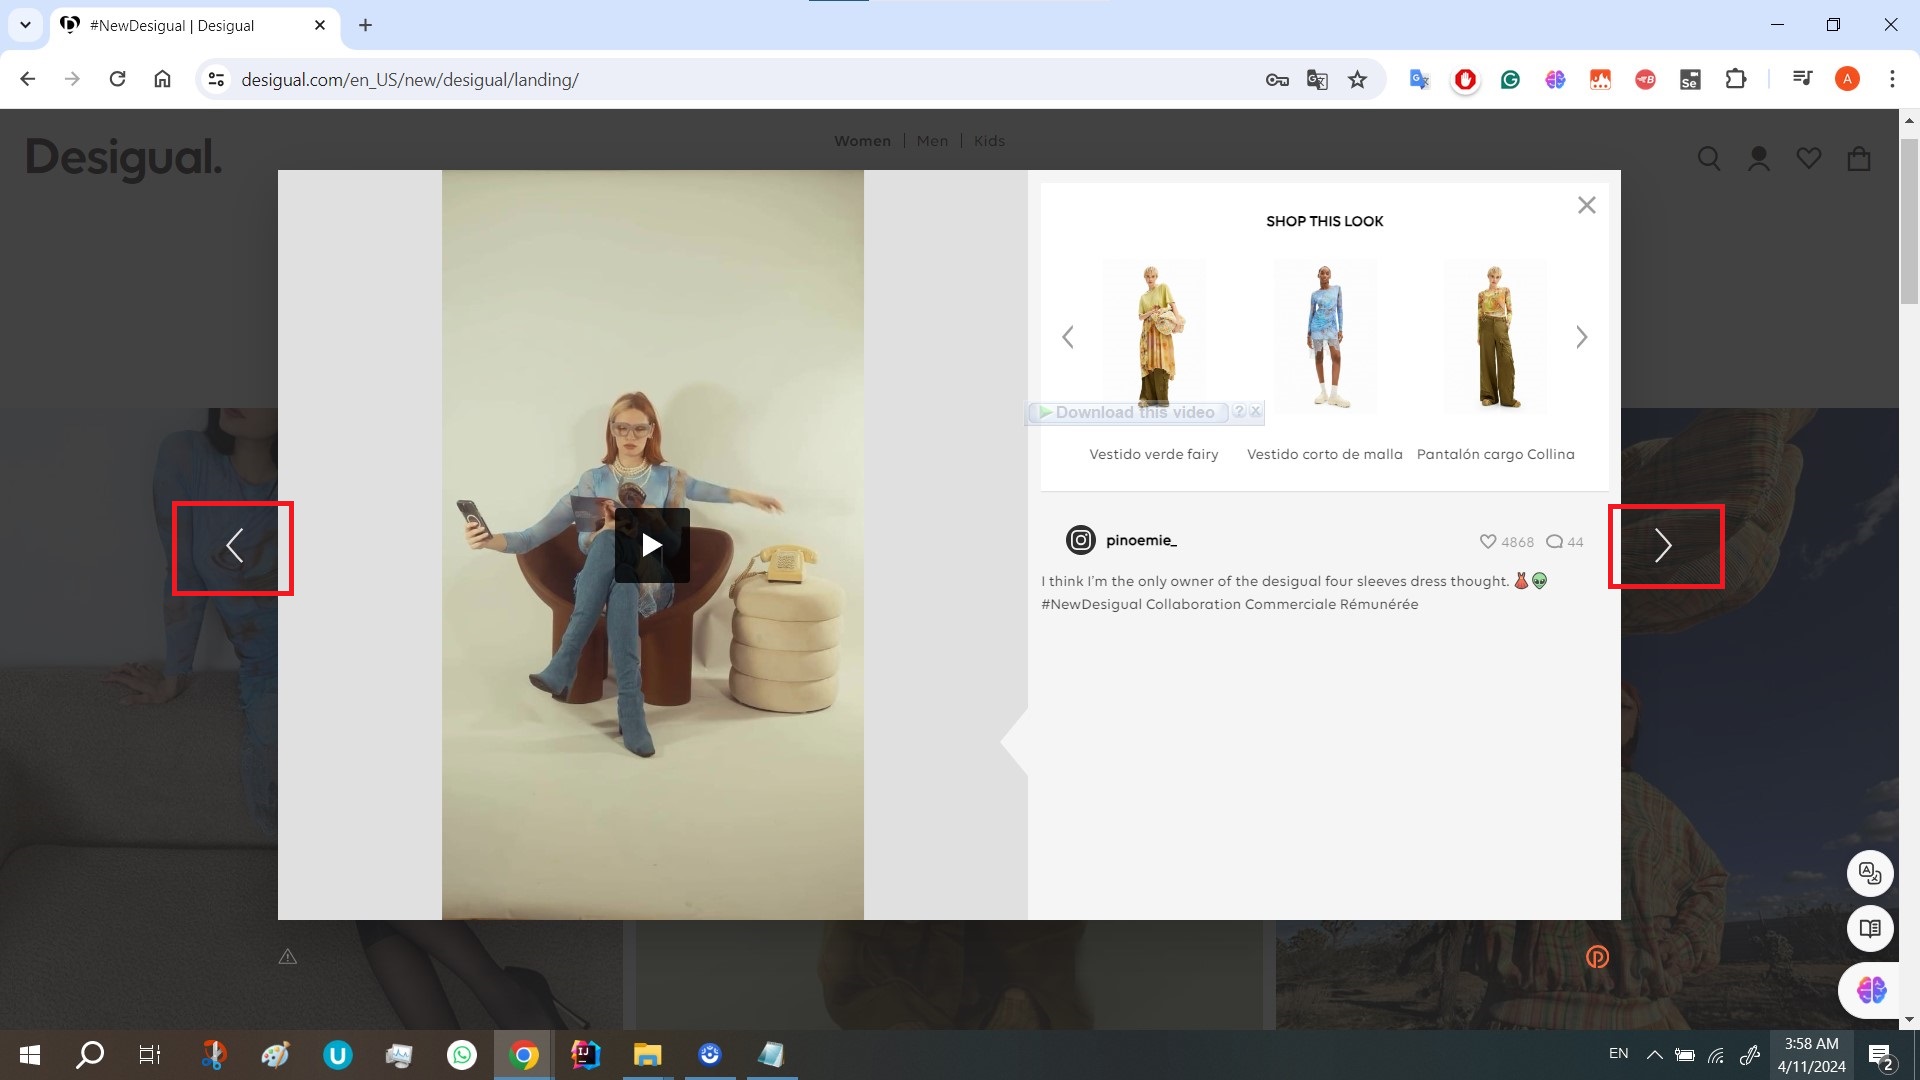 #NewDesigual | Desigual
desigual.com/en_US/new/desigual/landing/
A
Se
Desigual.
Women | Men | Kids
SHOP THIS LOOK
Download this video ? x
Vestido verde fairy
Vestido corto de malla
Pantalón cargo Collina
pinoemie_
4868
44
I think I'm the only owner of the desigual four sleeves dress thought. 👗👽
#NewDesigual Collaboration Commerciale Rémunérée
EN
3:58 AM
4/11/2024
2